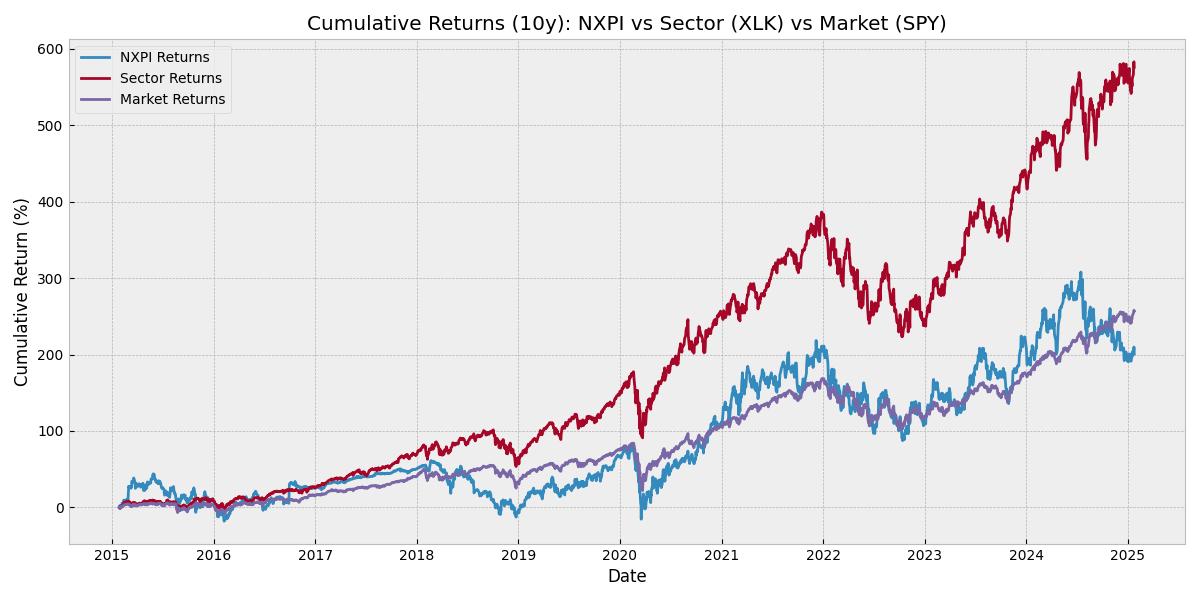 Cumulative Returns (10y): NXPI vs Sector (XLK) vs Market (SPY)
NXPI Returns
Sector Returns
Market Returns
Cumulative Return (%)
600
500
400
300
200
100
0
2015 2016 2017 2018 2019 2020 2021 2022 2023 2024 2025
Date